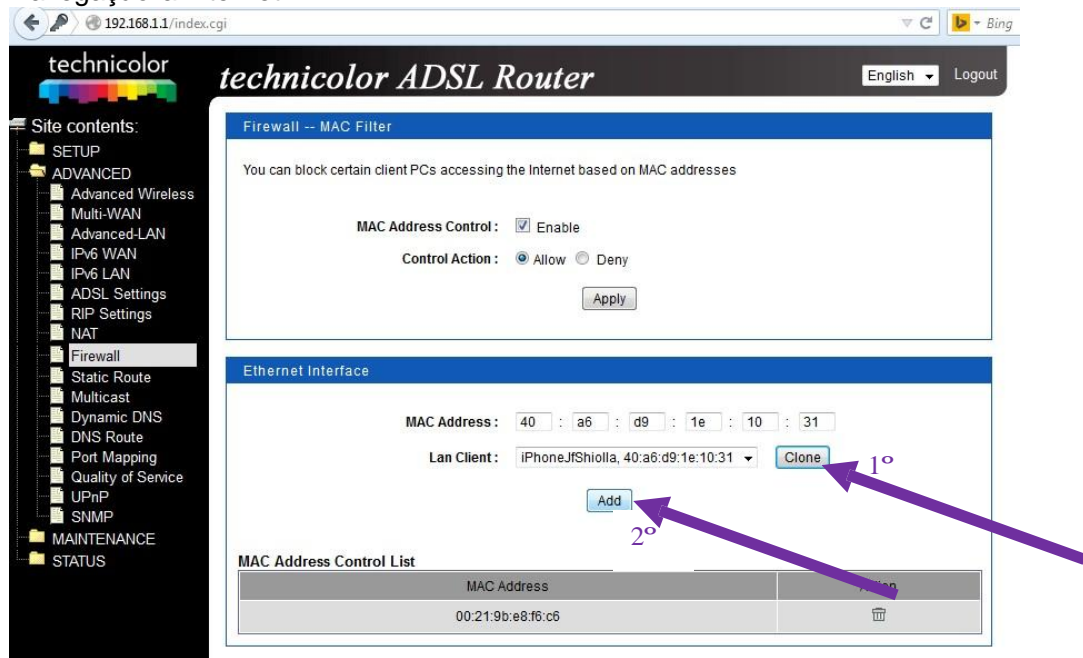 192.168.1.1/index.cgi
Bing
technicolor
technicolor ADSL Router
English
Logout
Site contents:
SETUP
ADVANCED
Advanced Wireless
Multi-WAN
Advanced-LAN
IPv6 WAN
IPv6 LAN
ADSL Settings
RIP Settings
NAT
Firewall
Static Route
Multicast
Dynamic DNS
DNS Route
Port Mapping
Quality of Service
UPnP
SNMP
MAINTENANCE
STATUS
Firewall -- MAC Filter
You can block certain client PCs accessing the Internet based on MAC addresses
MAC Address Control : Enable
Control Action : Allow Deny
Apply
Ethernet Interface
MAC Address : 40 : a6 : d9 : 1e : 10 : 31
Lan Client : iPhoneJfShiolla, 40:a6:d9:1e:10:31 Clone 1º
Add
2º
MAC Address Control List
MAC Address
00:21:9b:e8:f6:c6